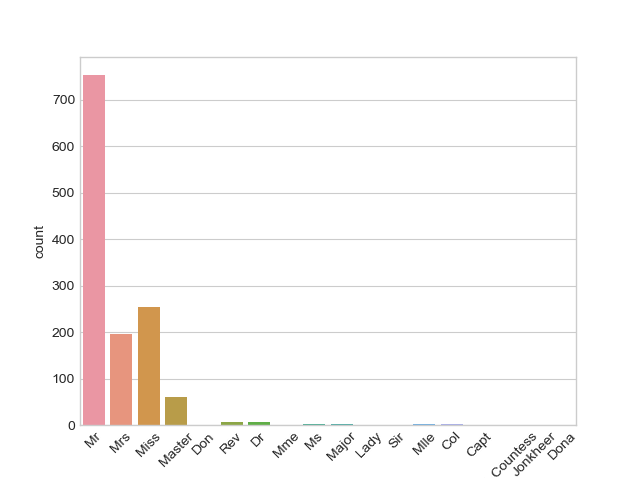 700
600
500
400
300
200
100
0
count
Mr
Mrs
Miss
Master
Don
Rev
Dr
Mme
Ms
Major
Lady
Sir
Mlle
Col
Capt
Countess
Jonkheer
Dona